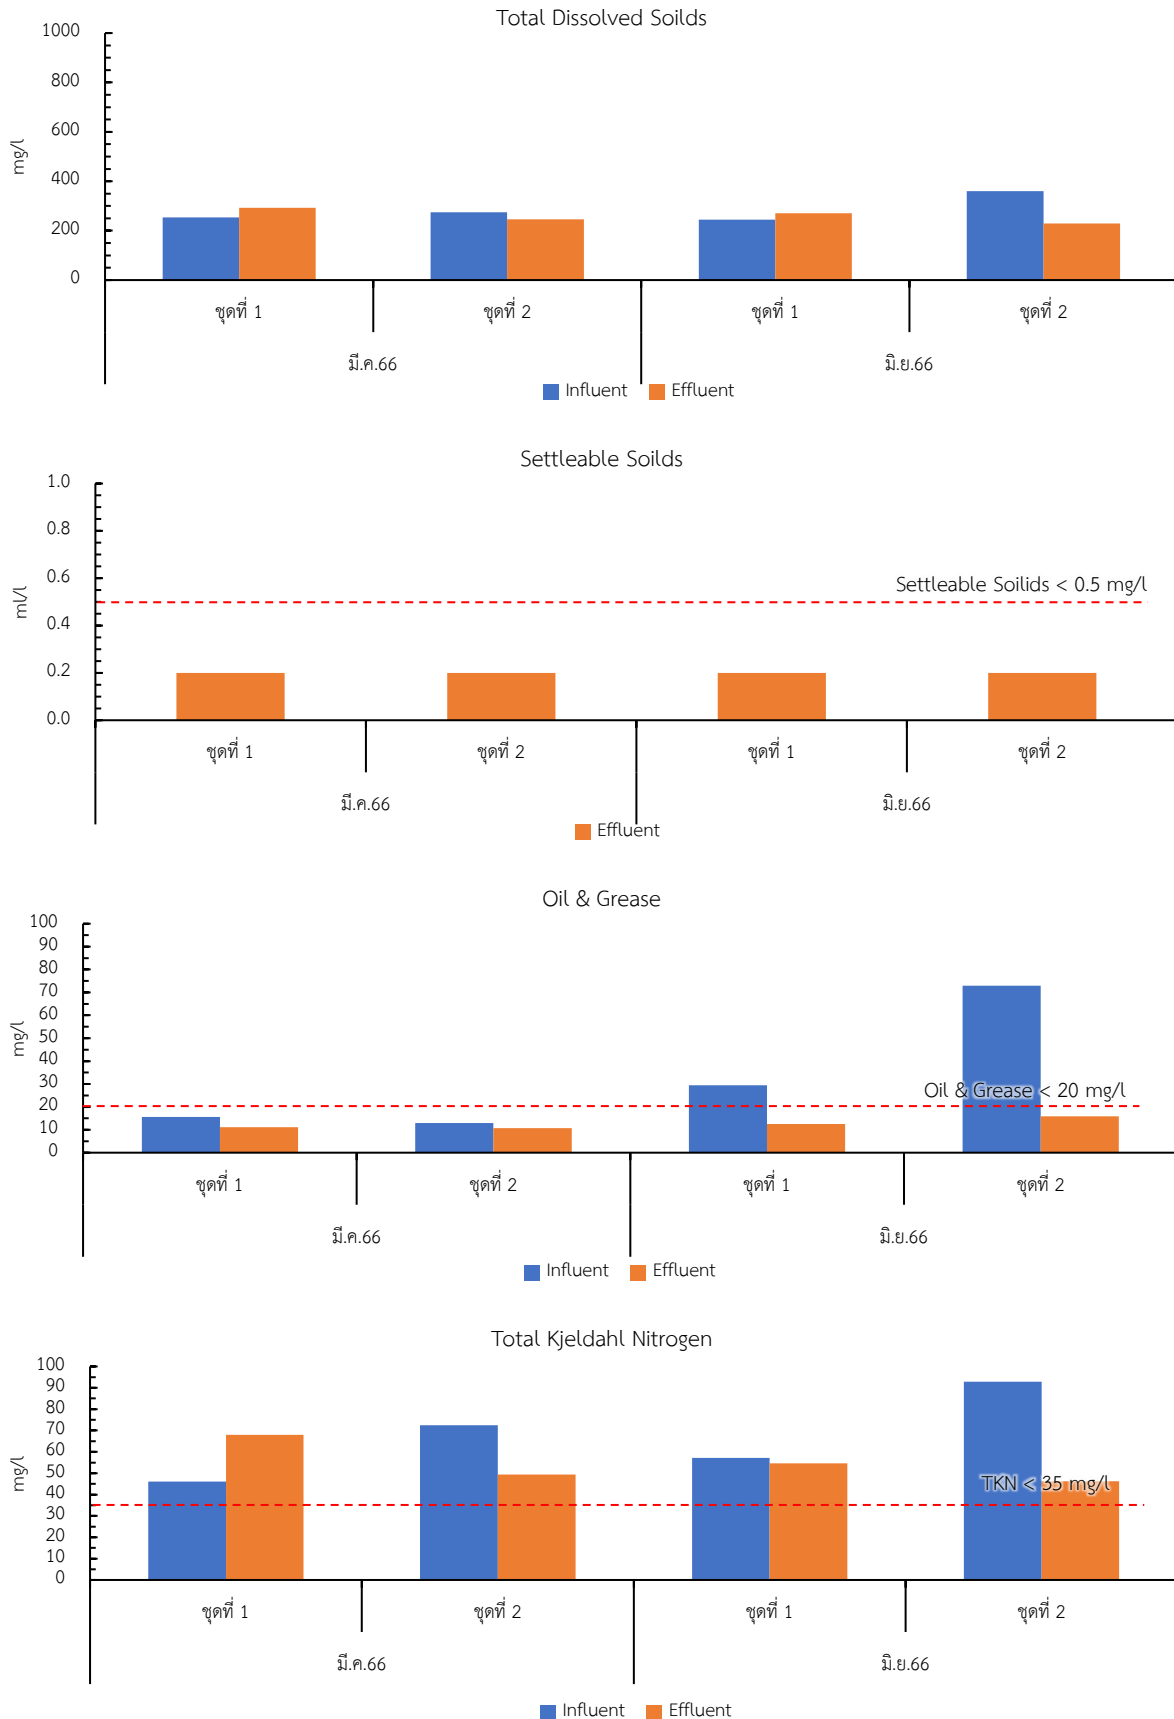 Total Dissolved Soilds
1000
800
600
400
200
0
mg/l
ชุดที่ 1 ชุดที่ 2 ชุดที่ 1 ชุดที่ 2
มี.ค.66 มิ.ย.66
Influent Effluent
Settleable Soilds
1.0
0.8
0.6
0.4
0.2
0.0
ml/l
Settleable Soilids < 0.5 mg/l
ชุดที่ 1 ชุดที่ 2 ชุดที่ 1 ชุดที่ 2
มี.ค.66 มิ.ย.66
Effluent
Oil & Grease
100
90
80
70
60
50
40
30
20
10
0
mg/l
Oil & Grease < 20 mg/l
ชุดที่ 1 ชุดที่ 2 ชุดที่ 1 ชุดที่ 2
มี.ค.66 มิ.ย.66
Influent Effluent
Total Kjeldahl Nitrogen
100
90
80
70
60
50
40
30
20
10
0
mg/l
TKN < 35 mg/l
ชุดที่ 1 ชุดที่ 2 ชุดที่ 1 ชุดที่ 2
มี.ค.66 มิ.ย.66
Influent Effluent